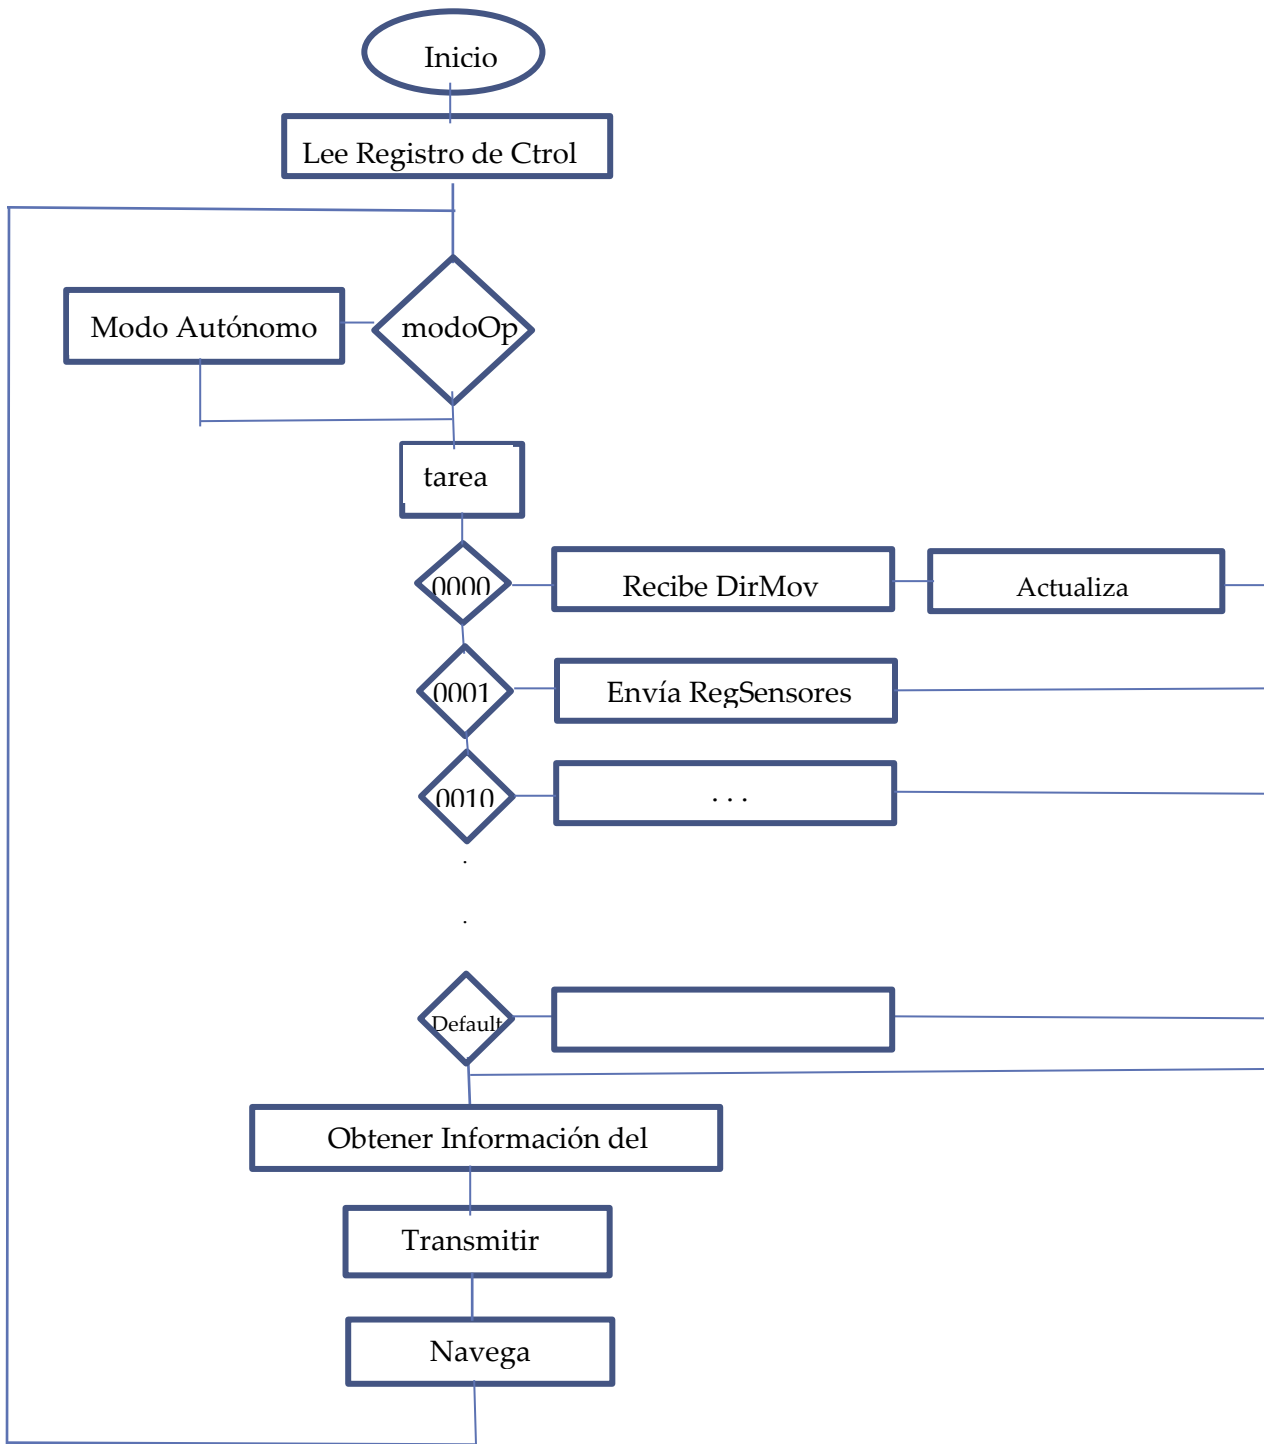 Inicio
Lee Registro de Ctrol
Modo Autónomo
modoOp
tarea
0000
Recibe DirMov
Actualiza
0001
Envía RegSensores
0010
. . .
.
.
Default
Obtener Información del
Transmitir
Navega